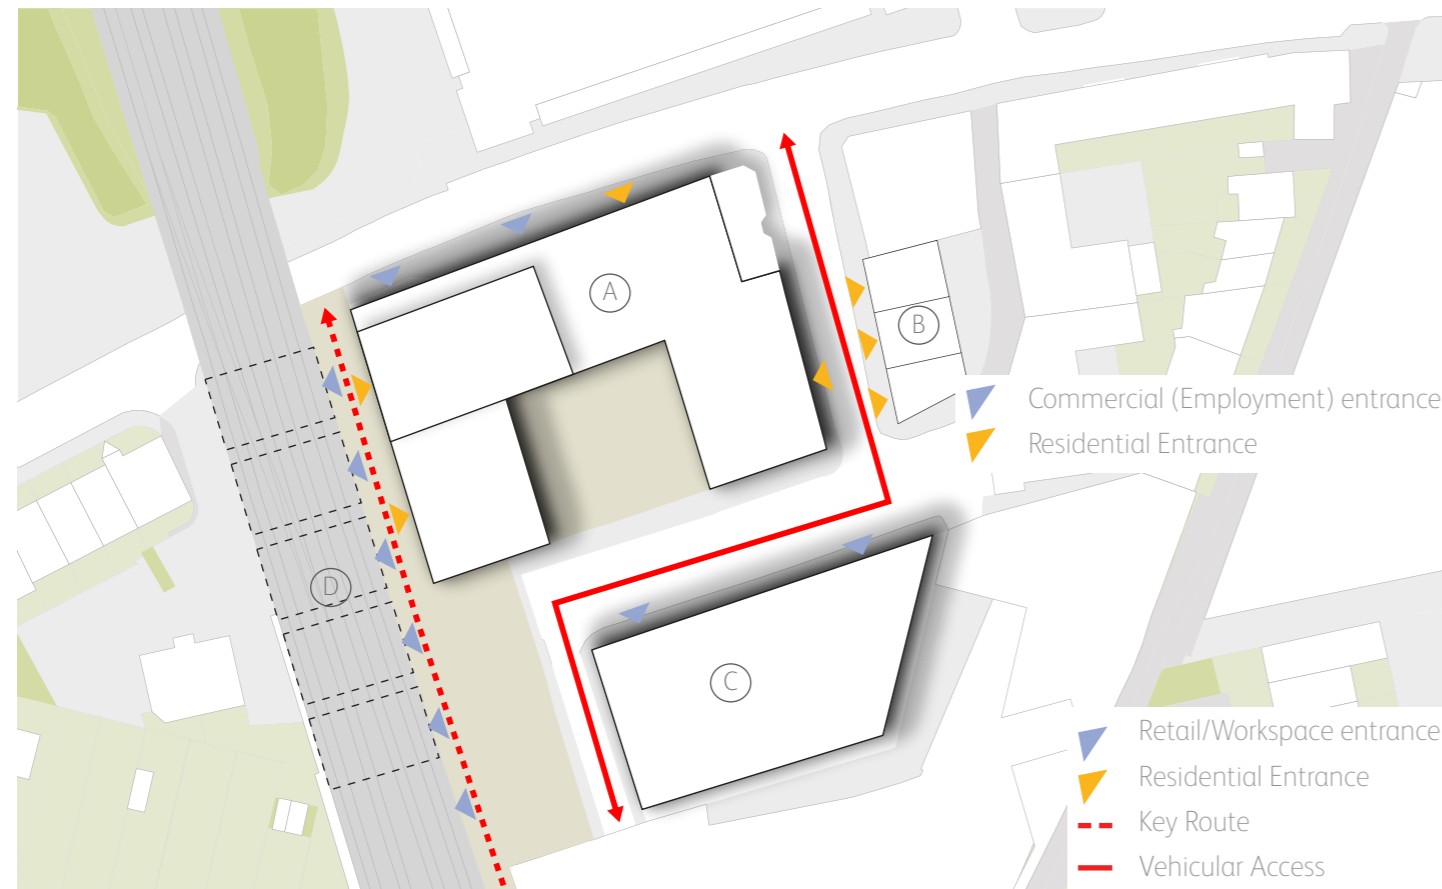 A
B
Commercial (Employment) entrance
Residential Entrance
D
C
Retail/Workspace entrance
Residential Entrance
Key Route
Vehicular Access